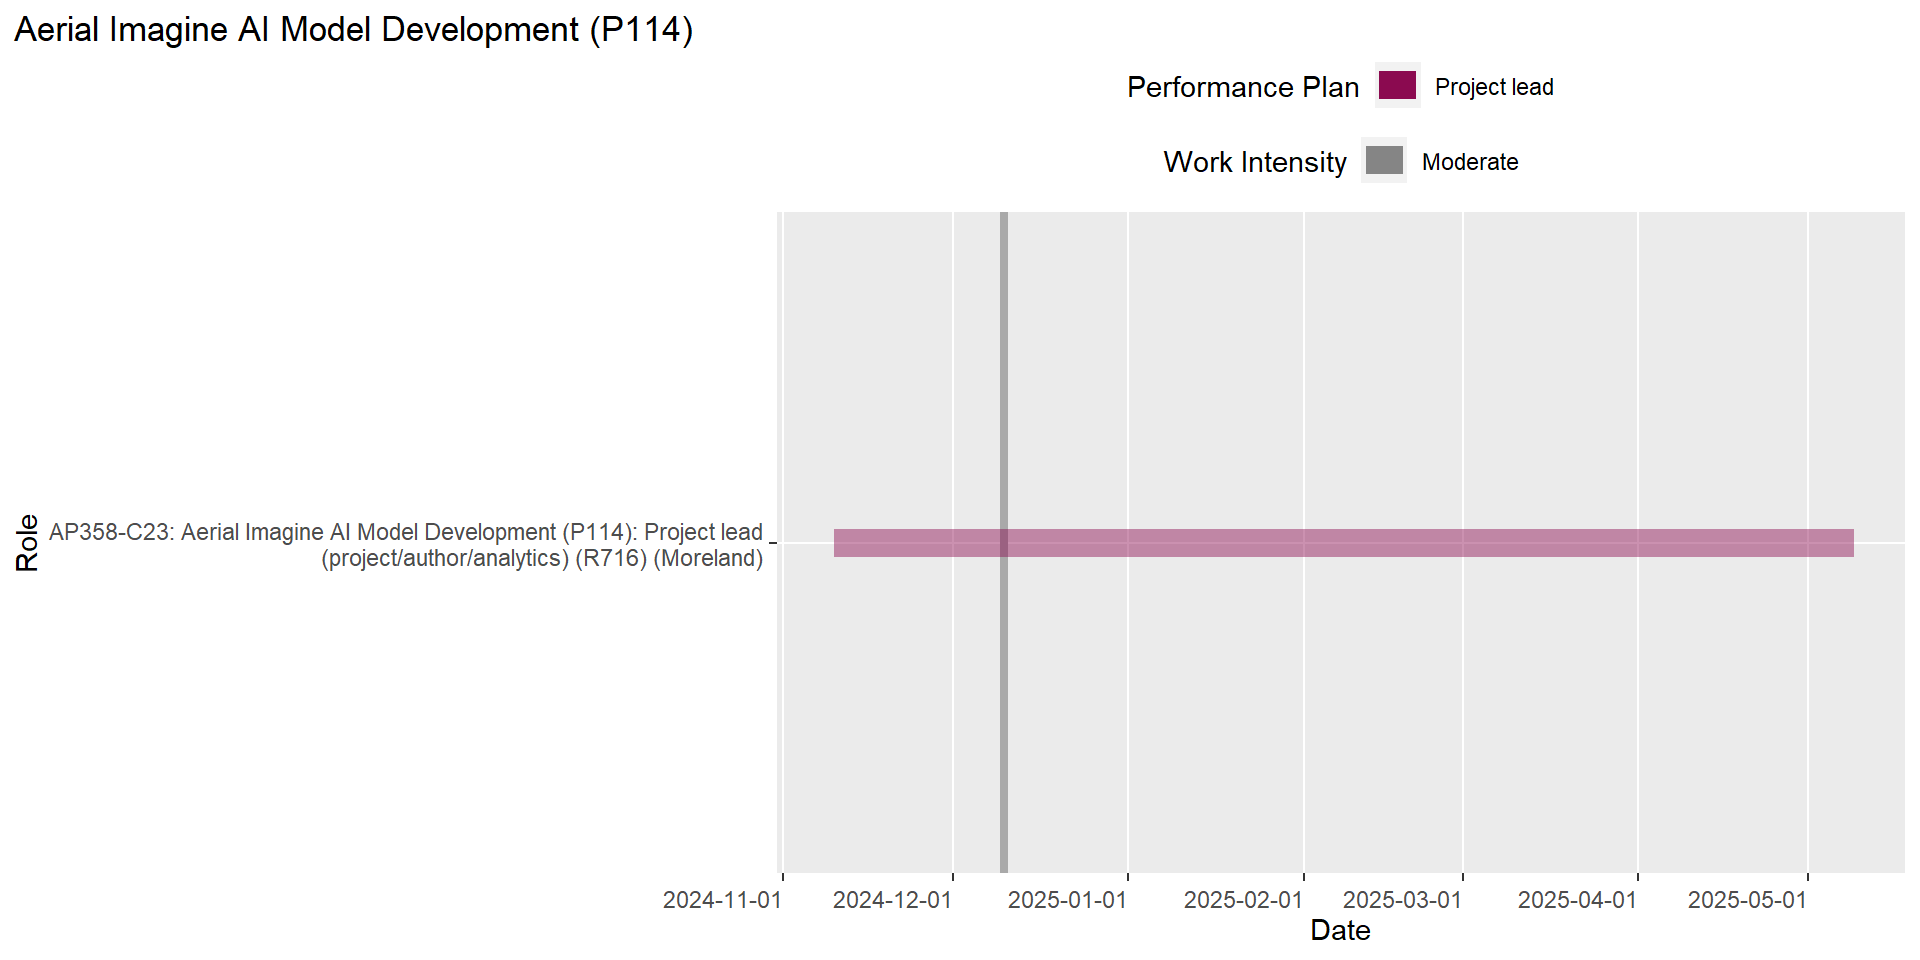 Aerial Imagine AI Model Development (P114)
Performance Plan
Project lead
Work Intensity
Moderate
Role
AP358-C23: Aerial Imagine AI Model Development (P114): Project lead
(project/author/analytics) (R716) (Moreland)
2024-11-01
2024-12-01
2025-01-01
2025-02-01
2025-03-01
2025-04-01
2025-05-01
Date